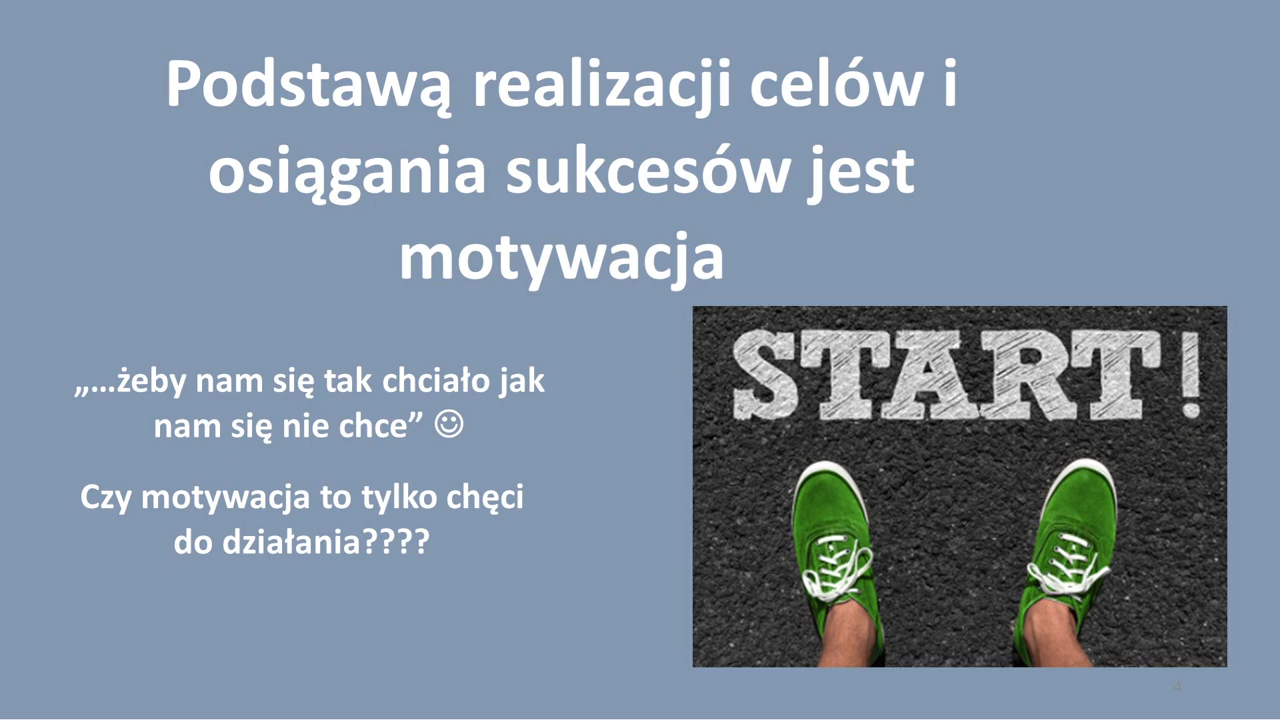 Podstawą realizacji celów i
osiągania sukcesów jest
motywacja
„…żeby nam się tak chciało jak
nam się nie chce” ☺
Czy motywacja to tylko chęci
do działania????
START!
4